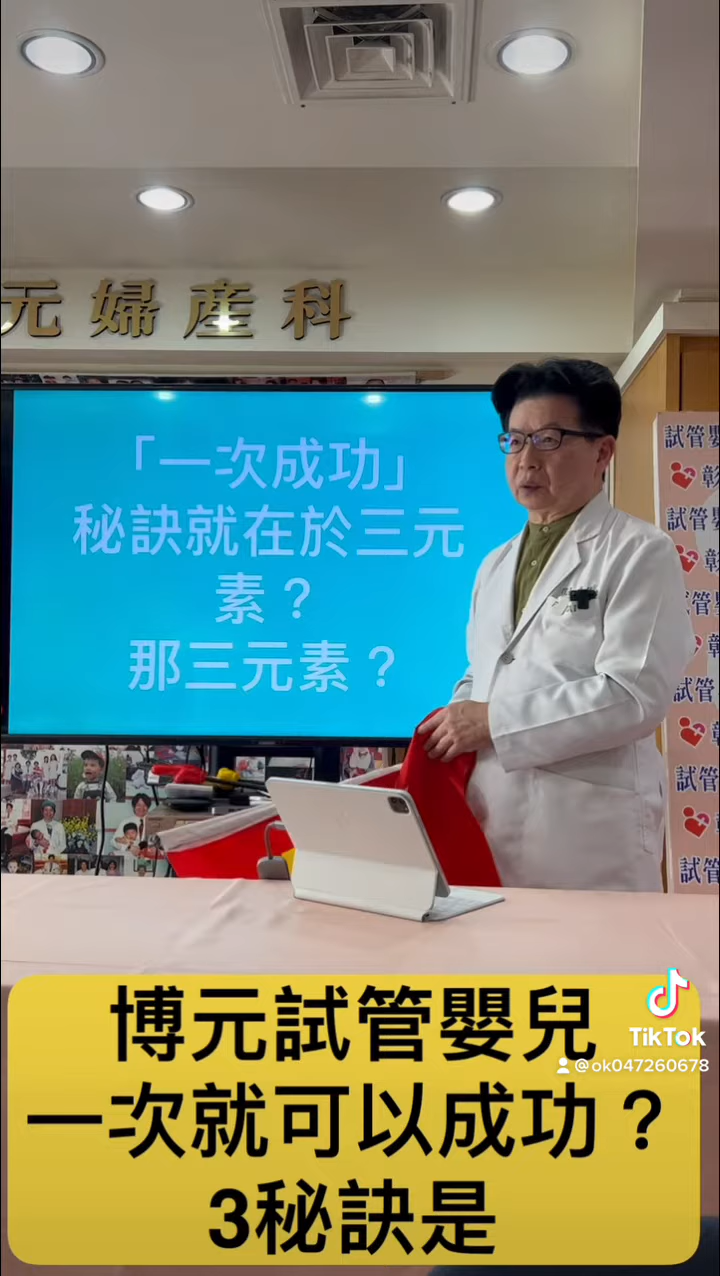 元婦產科
「一次成功」
秘訣就在於三元
素？
那三元素？
試管嬰
彰
試管嬰
彰
試管
試管
試管
試管
TikTok
@ok047260678
博元試管嬰兒
一次就可以成功？
3秘訣是